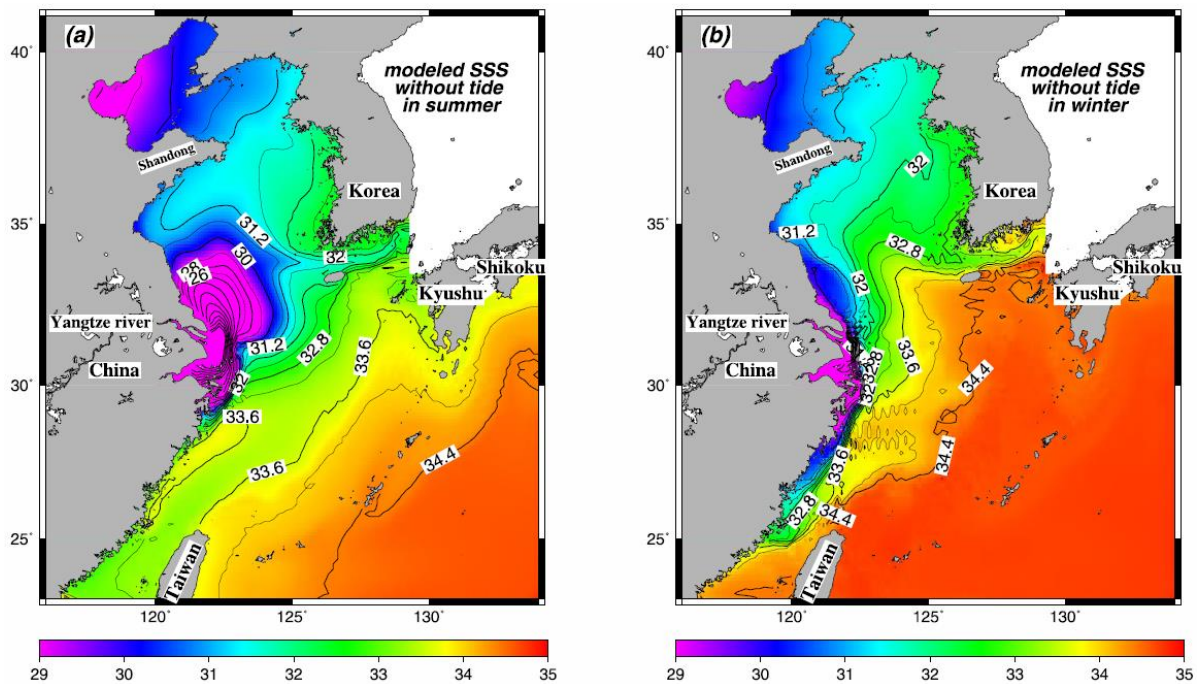 (a)
modeled SSS
without tide
in summer
40°
35°
30°
25°
120°
125°
130°
Shandong
Korea
Shikoku
Kyushu
Yangtze river
China
Taiwan
31.2
30
28
26
32
31.2
32.8
33.6
32
33.6
33.6
34.4
29 30 31 32 33 34 35
(b)
modeled SSS
without tide
in winter
40°
35°
30°
25°
120°
125°
130°
Shandong
Korea
Shikoku
Kyushu
Yangtze river
China
Taiwan
32
31.2
32.8
32
33.6
34.4
32.8
32
34.4
33.6
32.8
34.4
29 30 31 32 33 34 35